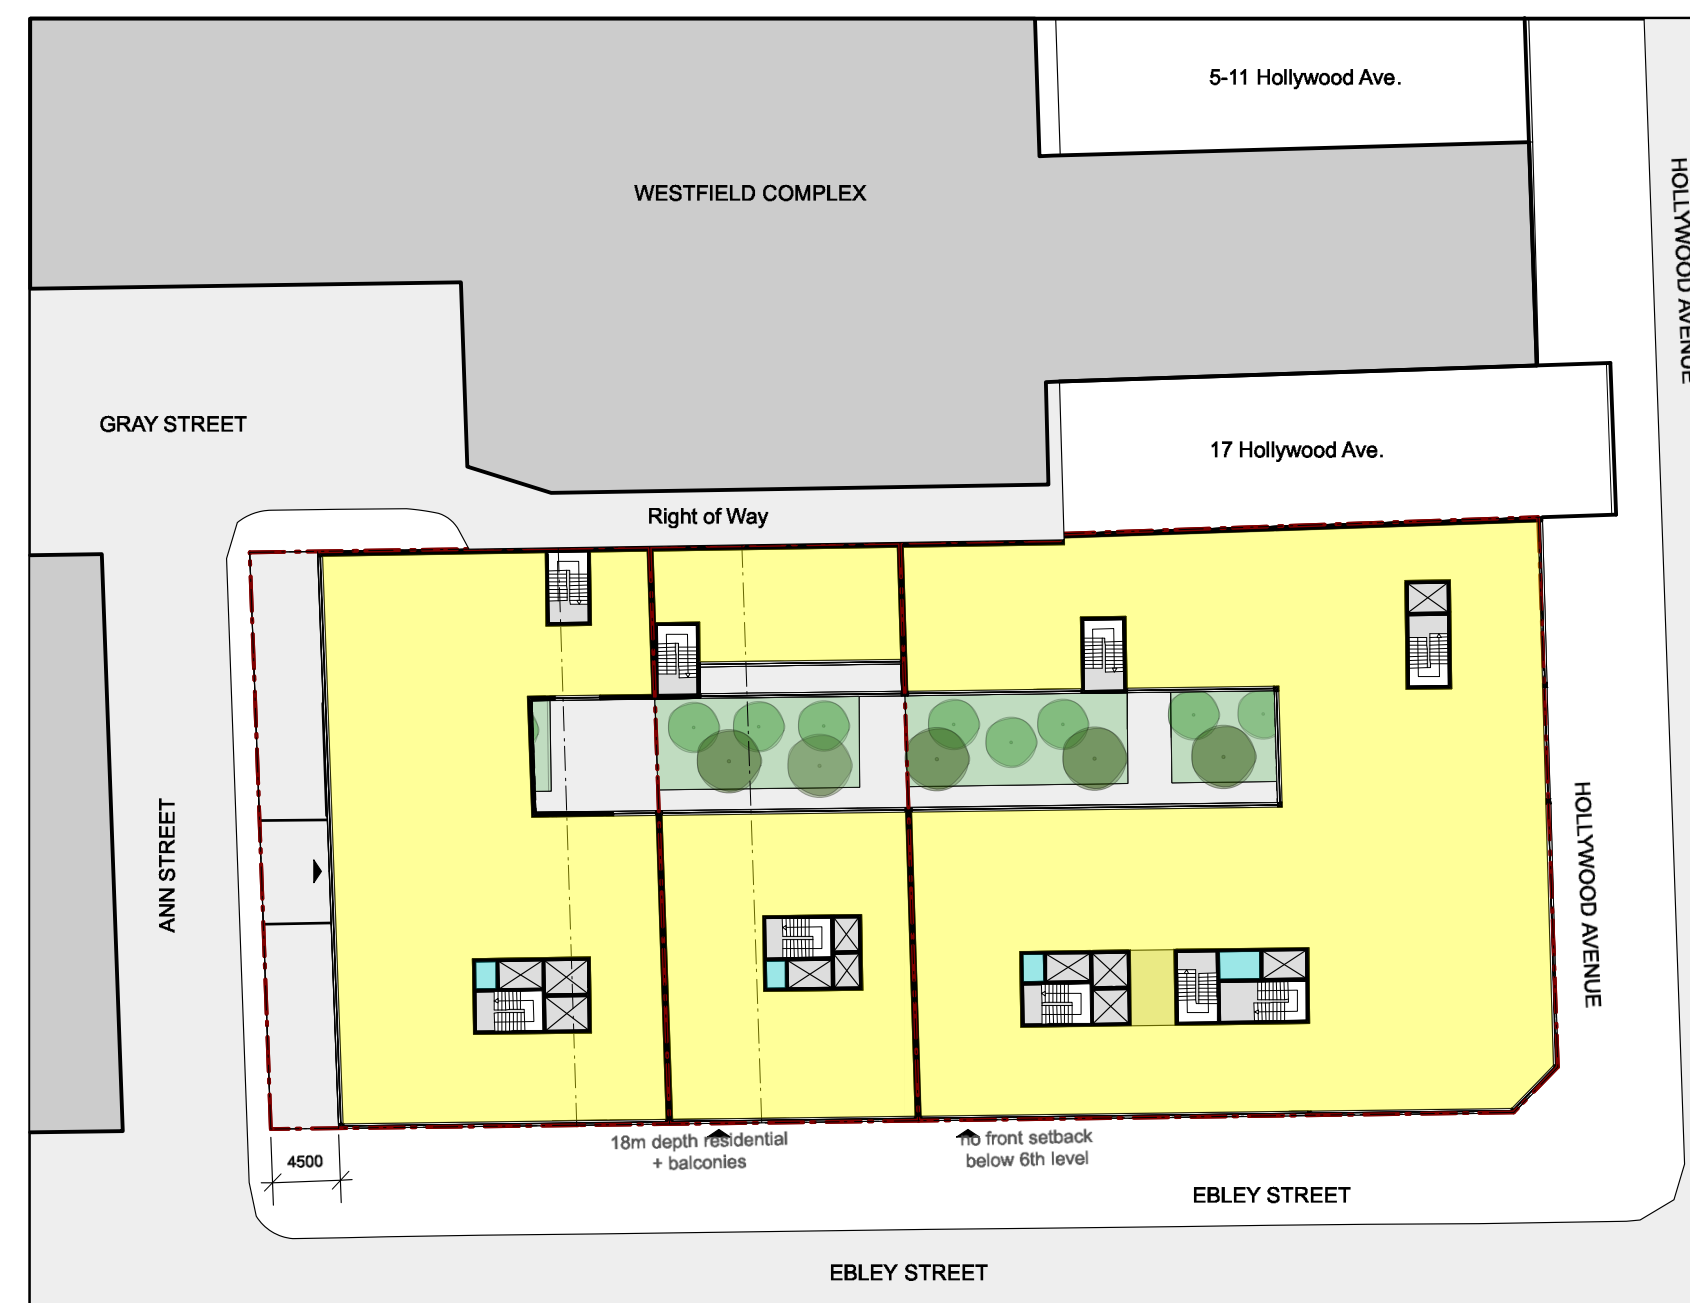 5-11 Hollywood Ave.
WESTFIELD COMPLEX
HOLLYWOOD AVENUE
GRAY STREET
17 Hollywood Ave.
Right of Way
ANN STREET
HOLLYWOOD AVENUE
18m depth residential
+ balconies
no front setback
below 6th level
4500
EBLEY STREET
EBLEY STREET